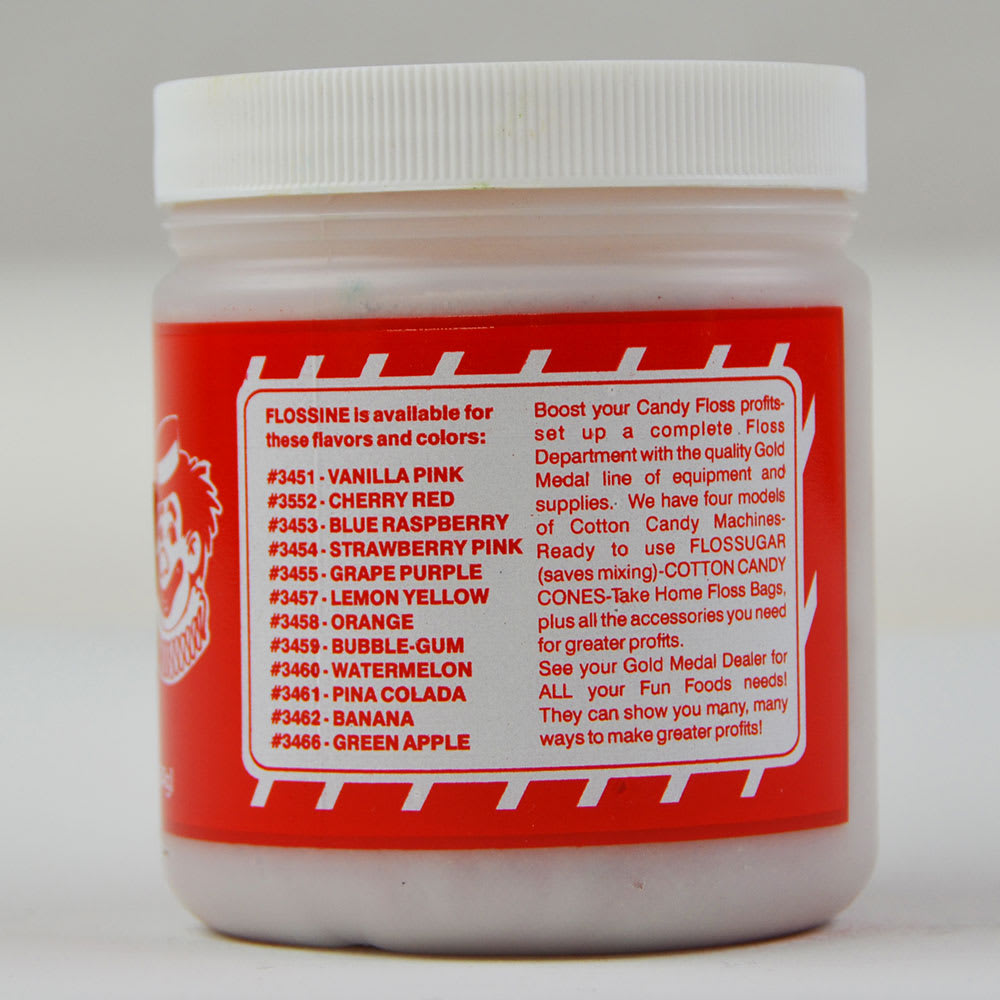 FLOSSINE is available for
these flavors and colors:
#3451 - VANILLA PINK
#3552 - CHERRY RED
#3453 - BLUE RASPBERRY
#3454 - STRAWBERRY PINK
#3455 - GRAPE PURPLE
#3457 - LEMON YELLOW
#3458 - ORANGE
#3459 - BUBBLE-GUM
#3460 - WATERMELON
#3461 - PINA COLADA
#3462 - BANANA
#3466 - GREEN APPLE
Boost your Candy Floss profits-
set up a complete Floss
Department with the quality Gold
Medal line of equipment and
supplies. We have four models
of Cotton Candy Machines-
Ready to use FLOSSUGAR
(saves mixing)-COTTON CANDY
CONES-Take Home Floss Bags,
plus all the accessories you need
for greater profits.
See your Gold Medal Dealer for
ALL your Fun Foods needs!
They can show you many, many
ways to make greater profits!